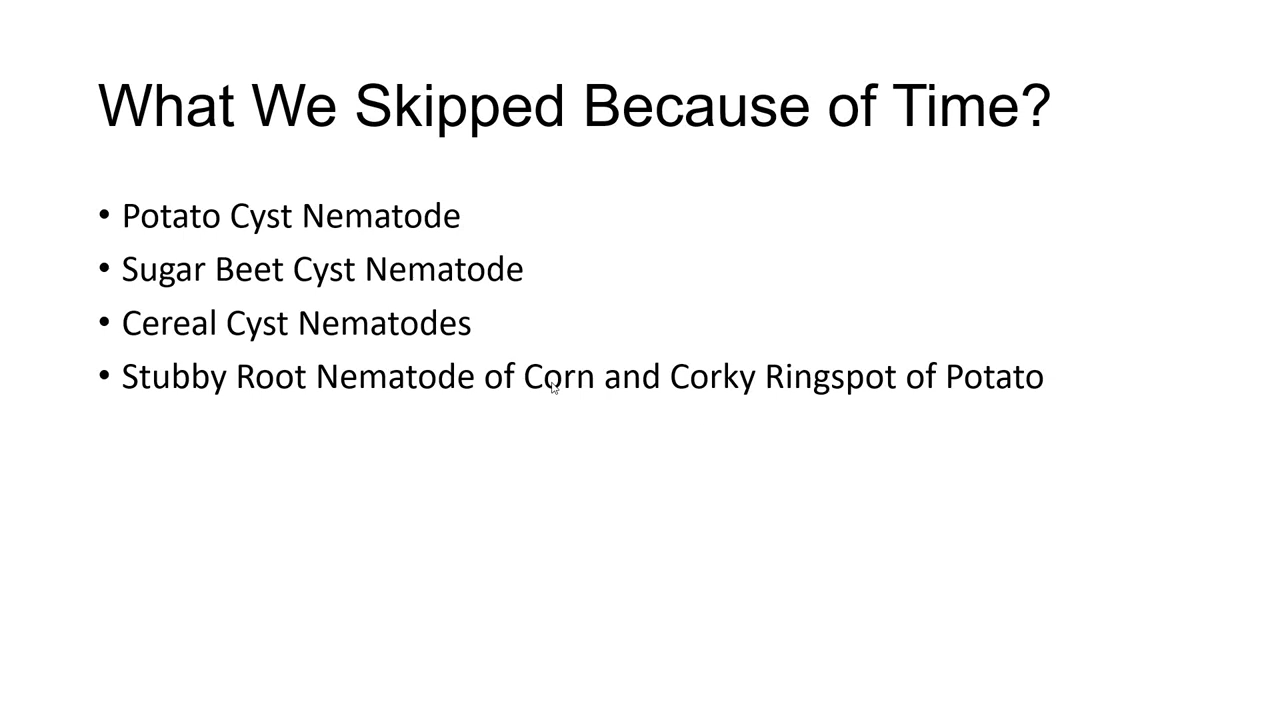 What We Skipped Because of Time?
• Potato Cyst Nematode
• Sugar Beet Cyst Nematode
• Cereal Cyst Nematodes
• Stubby Root Nematode of Corn and Corky Ringspot of Potato